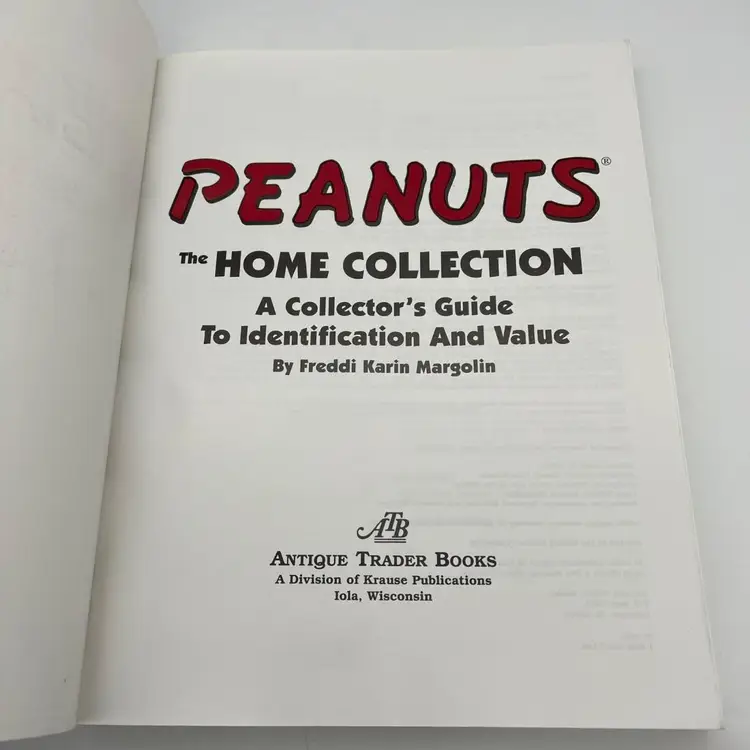 PEANUTS®
The HOME COLLECTION
A Collector's Guide
To Identification And Value
By Freddi Karin Margolin
ATB
ANTIQUE TRADER BOOKS
A Division of Krause Publications
Iola, Wisconsin